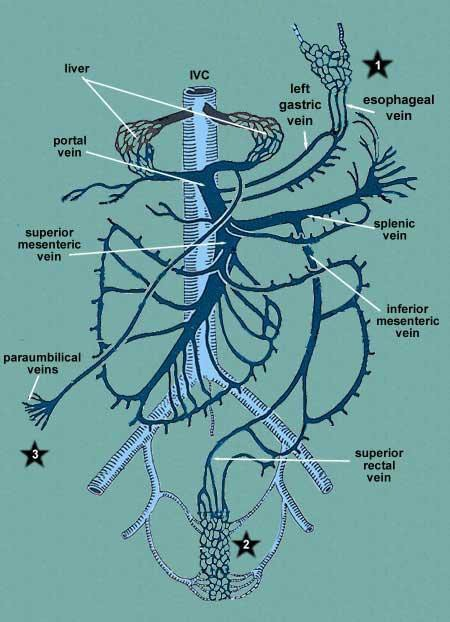 1
liver
IVC
left
gastric
vein
esophageal
vein
portal
vein
superior
mesenteric
vein
splenic
vein
inferior
mesenteric
vein
paraumbilical
veins
3
superior
rectal
vein
2